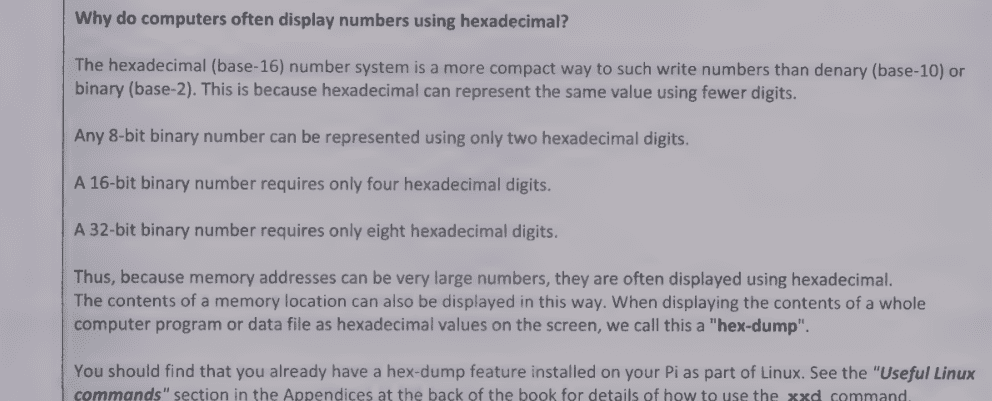 Why do computers often display numbers using hexadecimal?
The hexadecimal (base-16) number system is a more compact way to such write numbers than denary (base-10) or
binary (base-2). This is because hexadecimal can represent the same value using fewer digits.
Any 8-bit binary number can be represented using only two hexadecimal digits.
A 16-bit binary number requires only four hexadecimal digits.
A 32-bit binary number requires only eight hexadecimal digits.
Thus, because memory addresses can be very large numbers, they are often displayed using hexadecimal.
The contents of a memory location can also be displayed in this way. When displaying the contents of a whole
computer program or data file as hexadecimal values on the screen, we call this a "hex-dump".
You should find that you already have a hex-dump feature installed on your Pi as part of Linux. See the "Useful Linux
commands" section in the Appendices at the back of the book for details of how to use the xxd command.